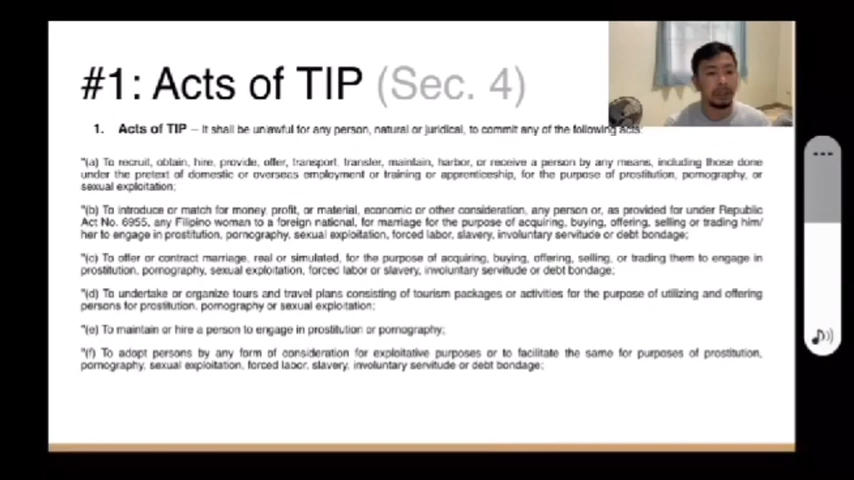 #1: Acts of TIP (Sec. 4)
1. Acts of TIP – It shall be unlawful for any person, natural or juridical, to commit any of the following acts:
"(a) To recruit, obtain, hire, provide, offer, transport, transfer, maintain, harbor, or receive a person by any means, including those done
under the pretext of domestic or overseas employment or training or apprenticeship, for the purpose of prostitution, pornography, or
sexual exploitation;
"(b) To introduce or match for money, profit, or material, economic or other consideration, any person or, as provided for under Republic
Act No. 6955, any Filipino woman to a foreign national, for marriage for the purpose of acquiring, buying, offering, selling or trading him/
her to engage in prostitution, pornography, sexual exploitation, forced labor, slavery, involuntary servitude or debt bondage;
"(c) To offer or contract marriage, real or simulated, for the purpose of acquiring, buying, offering, selling, or trading them to engage in
prostitution, pornography, sexual exploitation, forced labor or slavery, involuntary servitude or debt bondage;
"(d) To undertake or organize tours and travel plans consisting of tourism packages or activities for the purpose of utilizing and offering
persons for prostitution, pornography or sexual exploitation;
"(e) To maintain or hire a person to engage in prostitution or pornography;
"(f) To adopt persons by any form of consideration for exploitative purposes or to facilitate the same for purposes of prostitution,
pornography, sexual exploitation, forced labor, slavery, involuntary servitude or debt bondage;